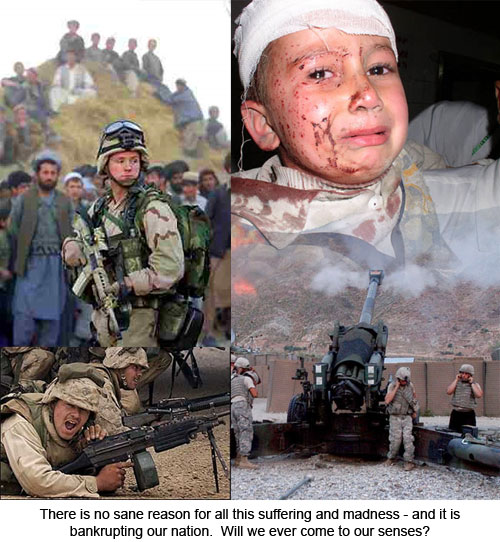 There is no sane reason for all this suffering and madness - and it is
bankrupting our nation.  Will we ever come to our senses?